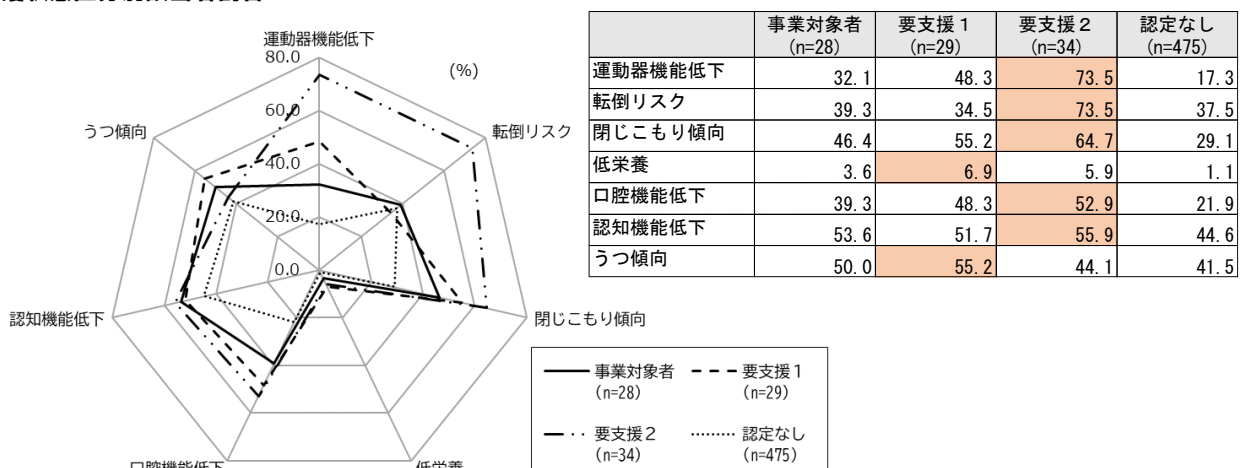 運動器機能低下
80.0
(%)
60.0
うつ傾向
転倒リスク
40.0
20.0
0.0
認知機能低下
閉じこもり傾向
口腔機能低下
低栄養
事業対象者 要支援1 要支援2 認定なし
(n=28) (n=29) (n=34) (n=475)
運動器機能低下 32.1 48.3 73.5 17.3
転倒リスク 39.3 34.5 73.5 37.5
閉じこもり傾向 46.4 55.2 64.7 29.1
低栄養 3.6 6.9 5.9 1.1
口腔機能低下 39.3 48.3 52.9 21.9
認知機能低下 53.6 51.7 55.9 44.6
うつ傾向 50.0 55.2 44.1 41.5
事業対象者 要支援1
(n=28) (n=29)
要支援2 認定なし
(n=34) (n=475)